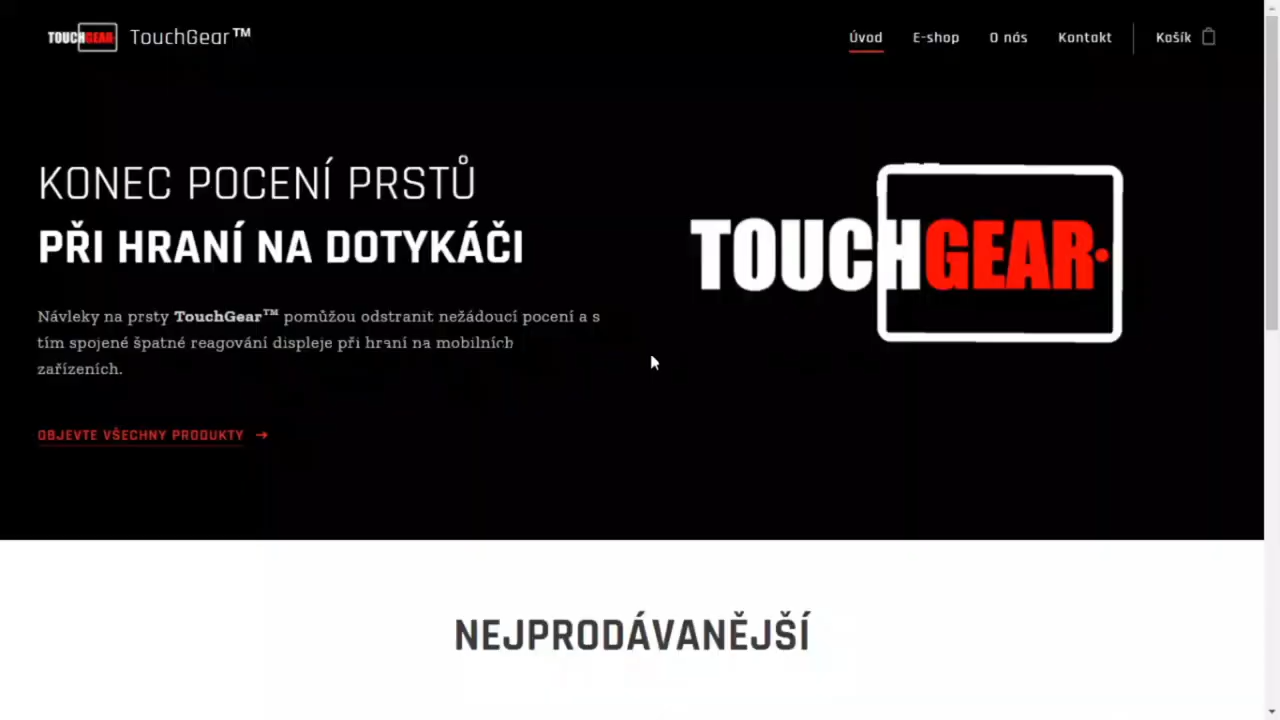 TOUCHGEAR TouchGear™
Úvod E-shop O nás Kontakt Košík
KONEC POCENÍ PRSTŮ
PŘI HRANÍ NA DOTYKÁČI
Návleky na prsty TouchGear™ pomůžou odstranit nežádoucí pocení a s
tím spojené špatné reagování displeje při hraní na mobilních
zařízeních.
OBJEVTE VŠECHNY PRODUKTY →
TOUCHGEAR
NEJPRODÁVANĚJŠÍ